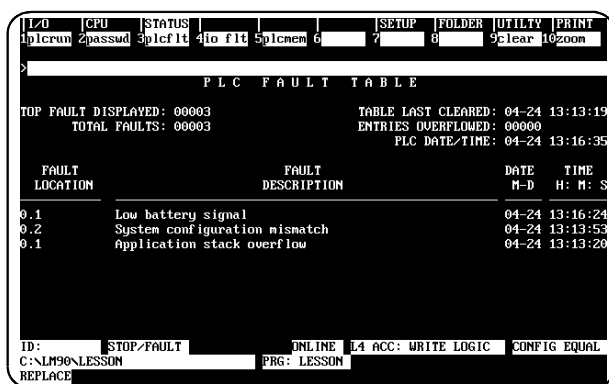 I/O CPU STATUS SETUP FOLDER UTILTY PRINT
1plcrun 2passwd 3plcflt 4io flt 5plcmem 6 7 8 9clear 10zoom
>
PLC FAULT TABLE
TOP FAULT DISPLAYED: 00003 TABLE LAST CLEARED: 04-24 13:13:19
TOTAL FAULTS: 00003 ENTRIES OVERFLOWED: 00000
PLC DATE/TIME: 04-24 13:16:35
FAULT FAULT DATE TIME
LOCATION DESCRIPTION M-D H: M: S
0.1 Low battery signal 04-24 13:16:24
0.2 System configuration mismatch 04-24 13:13:53
0.1 Application stack overflow 04-24 13:13:20
ID: STOP/FAULT ONLINE L4 ACC: WRITE LOGIC CONFIG EQUAL
C:\LM90\LESSON PRG: LESSON
REPLACE